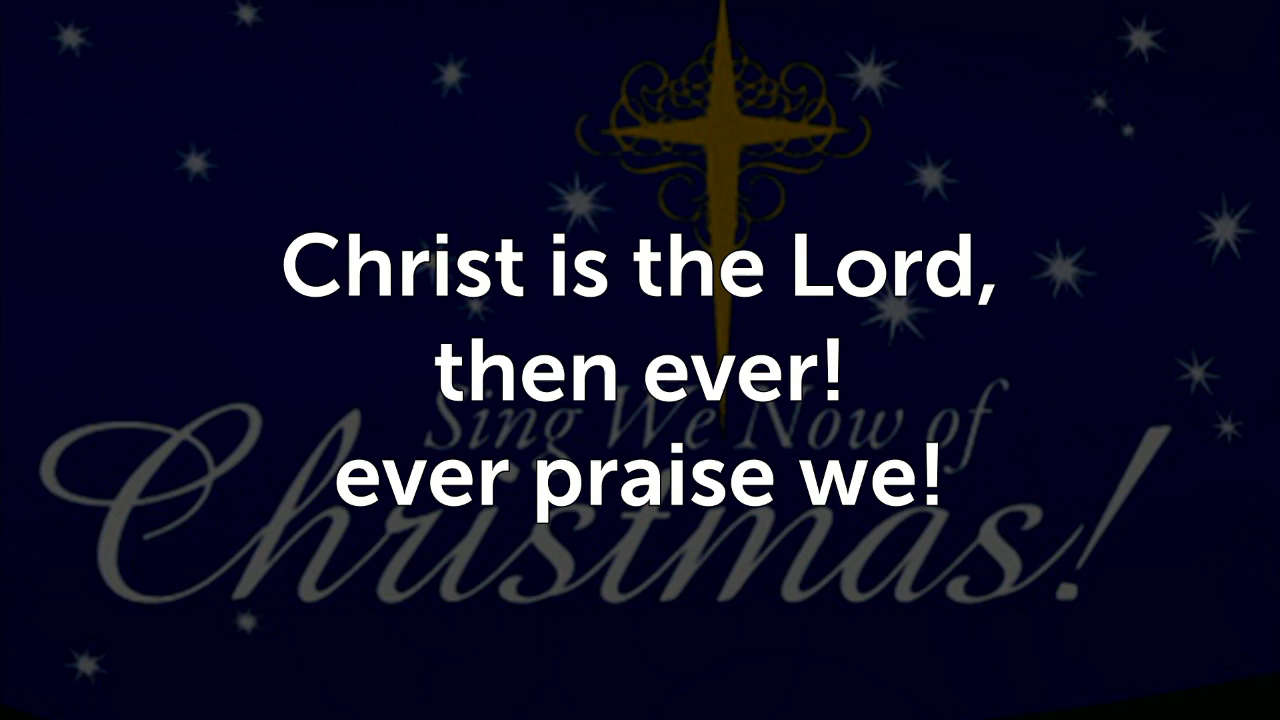 Christ is the Lord,
then ever!
ever praise we!
Sing We Now of
Christmas!